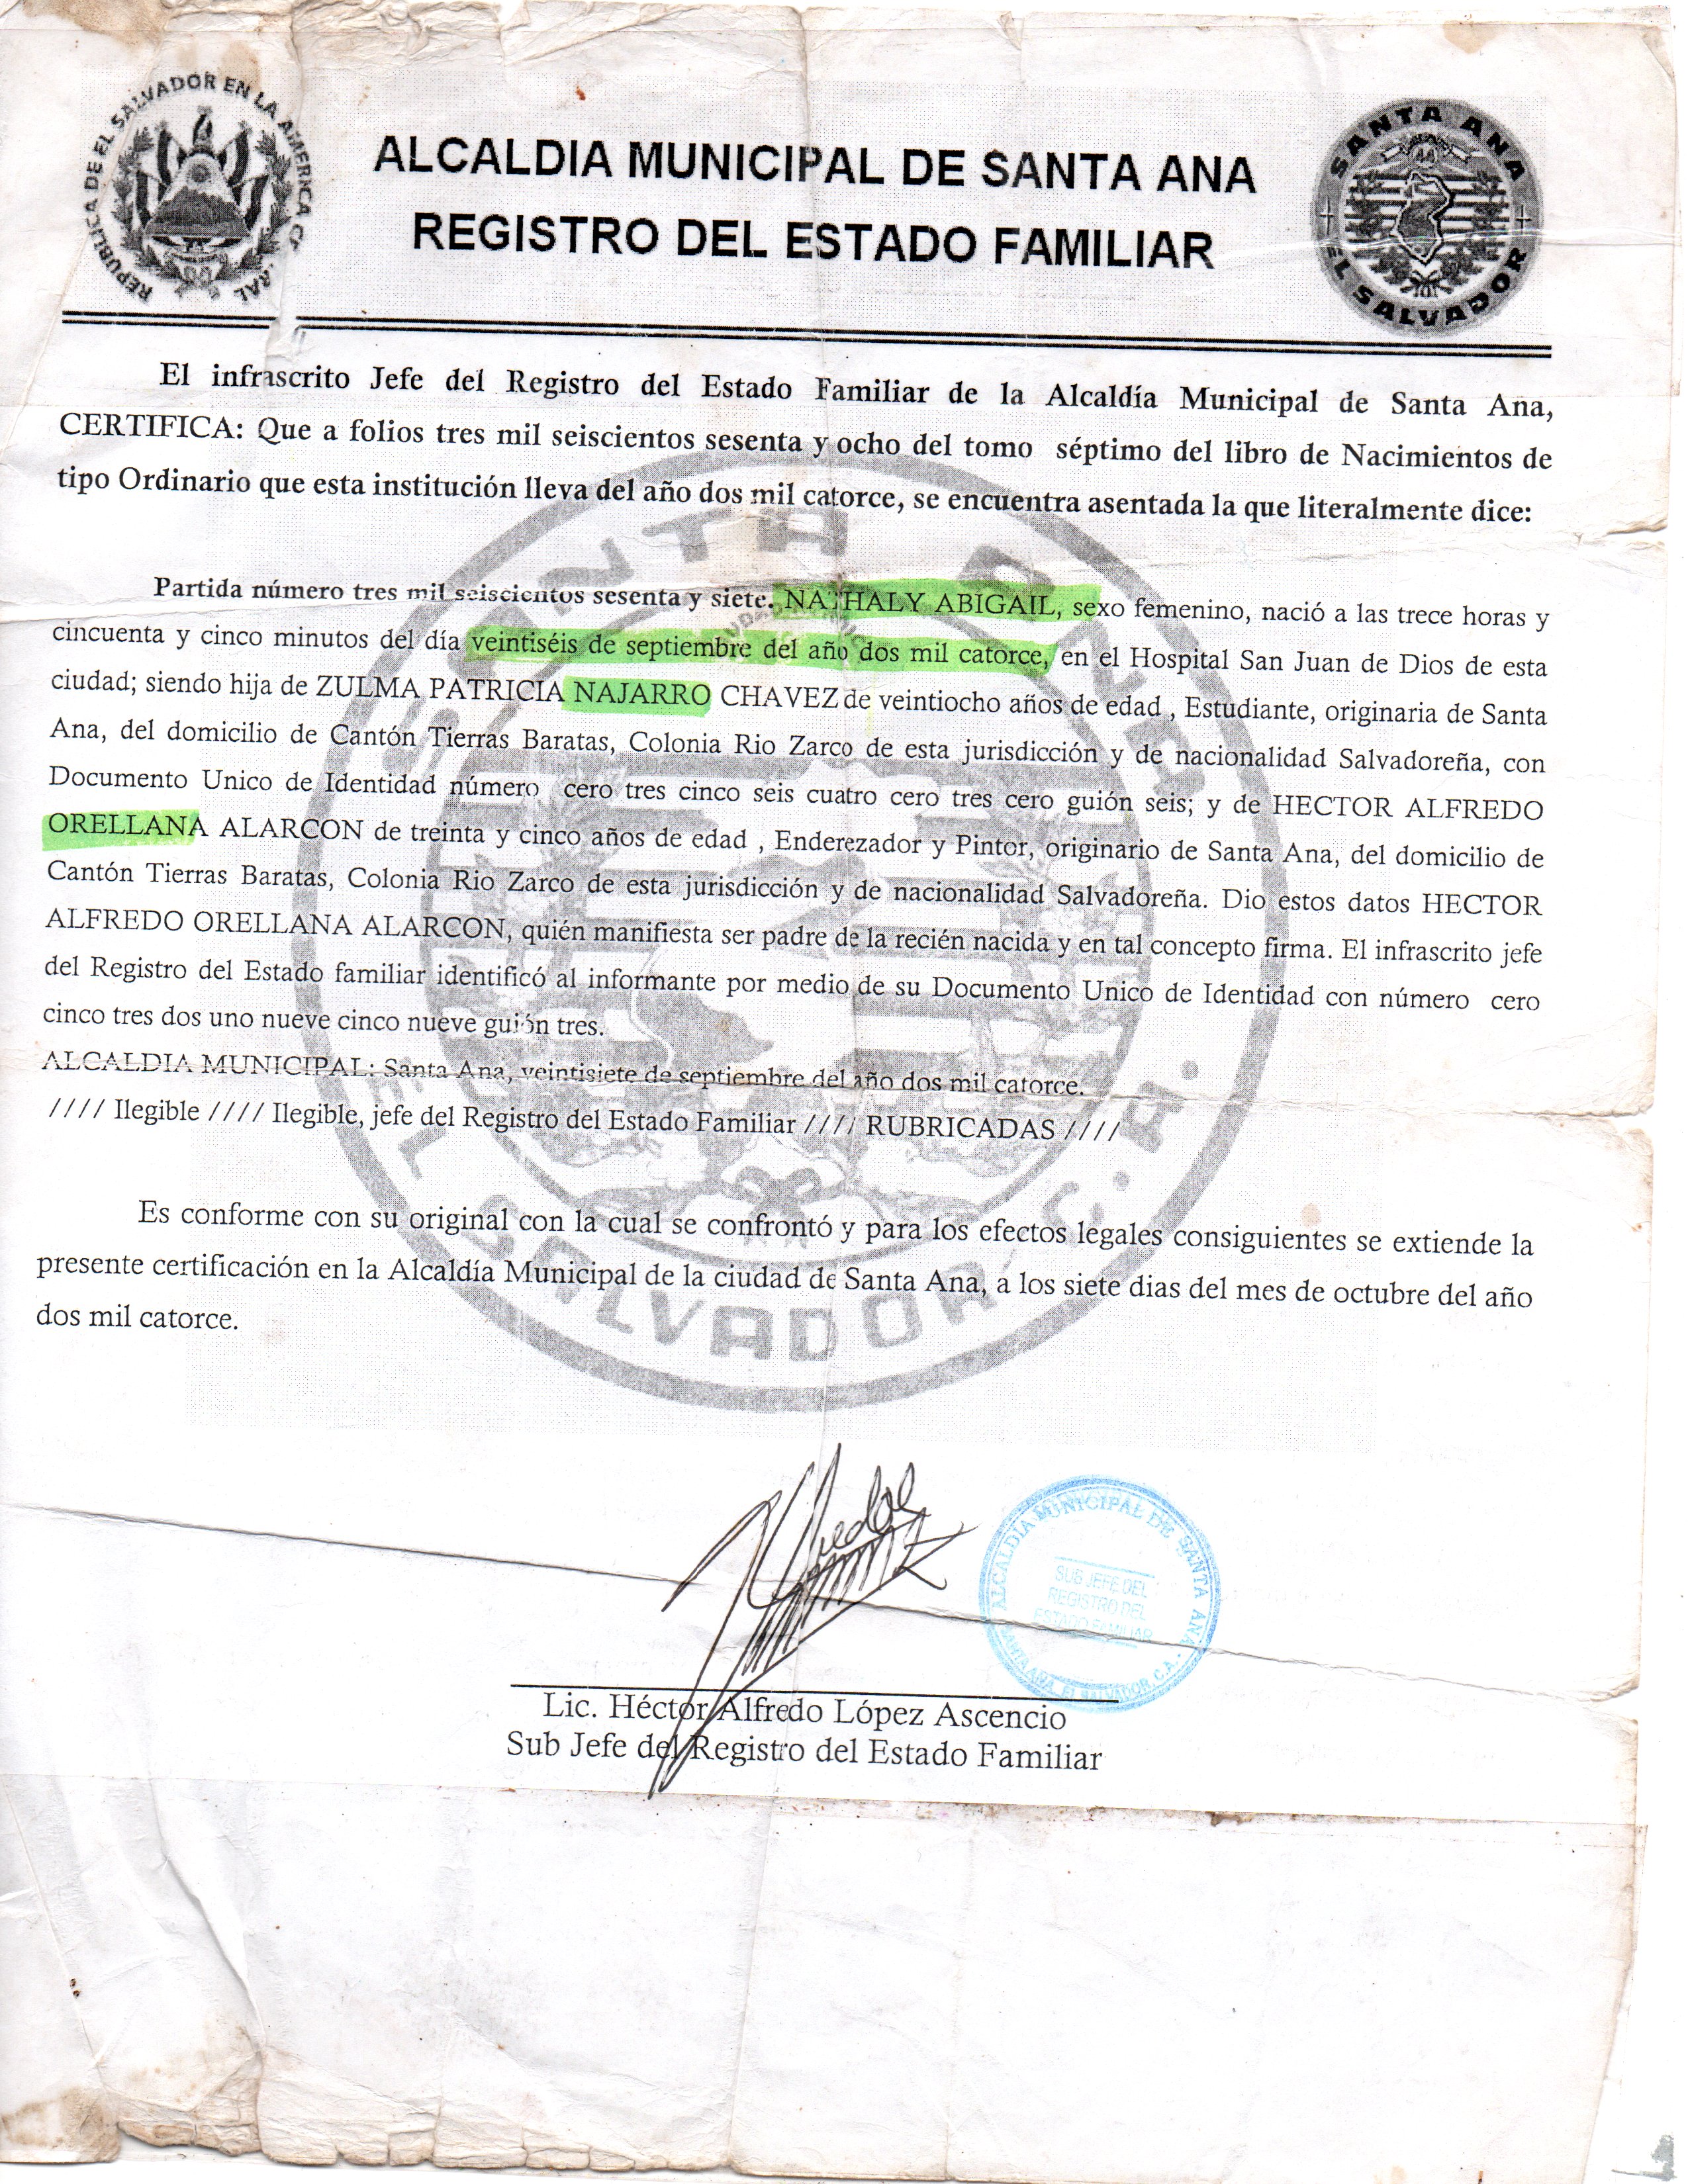 REPUBLICA DE EL SALVADOR EN LA AMERICA CENTRAL
ALCALDIA MUNICIPAL DE SANTA ANA
REGISTRO DEL ESTADO FAMILIAR
SANTA ANA
EL SALVADOR
El infrascrito Jefe del Registro del Estado Familiar de la Alcaldía Municipal de Santa Ana,
CERTIFICA: Que a folios tres mil seiscientos sesenta y ocho del tomo séptimo del libro de Nacimientos de
tipo Ordinario que esta institución lleva del año dos mil catorce, se encuentra asentada la que literalmente dice:
Partida número tres mil seiscientos sesenta y siete. NATHALY ABIGAIL, sexo femenino, nació a las trece horas y
cincuenta y cinco minutos del día veintiséis de septiembre del año dos mil catorce, en el Hospital San Juan de Dios de esta
ciudad; siendo hija de ZULMA PATRICIA NAJARRO CHAVEZ de veintiocho años de edad , Estudiante, originaria de Santa
Ana, del domicilio de Cantón Tierras Baratas, Colonia Rio Zarco de esta jurisdicción y de nacionalidad Salvadoreña, con
Documento Unico de Identidad número cero tres cinco seis cuatro cero tres cero guión seis; y de HECTOR ALFREDO
ORELLANA ALARCON de treinta y cinco años de edad , Enderezador y Pintor, originario de Santa Ana, del domicilio de
Cantón Tierras Baratas, Colonia Rio Zarco de esta jurisdicción y de nacionalidad Salvadoreña. Dio estos datos HECTOR
ALFREDO ORELLANA ALARCON, quién manifiesta ser padre de la recién nacida y en tal concepto firma. El infrascrito jefe
del Registro del Estado familiar identificó al informante por medio de su Documento Unico de Identidad con número cero
cinco tres dos uno nueve cinco nueve guión tres.
ALCALDIA MUNICIPAL: Santa Ana, veintisiete de septiembre del año dos mil catorce.
//// Ilegible //// Ilegible, jefe del Registro del Estado Familiar //// RUBRICADAS ////
Es conforme con su original con la cual se confrontó y para los efectos legales consiguientes se extiende la
presente certificación en la Alcaldía Municipal de la ciudad de Santa Ana, a los siete dias del mes de octubre del año
dos mil catorce.
SANTA ANA
EL SALVADOR C.A.
ALCALDIA MUNICIPAL DE SANTA ANA
SUB JEFE DEL
REGISTRO DEL
ESTADO FAMILIAR
SANTA ANA, EL SALVADOR, C.A.
Lic. Héctor Alfredo López Ascencio
Sub Jefe del Registro del Estado Familiar